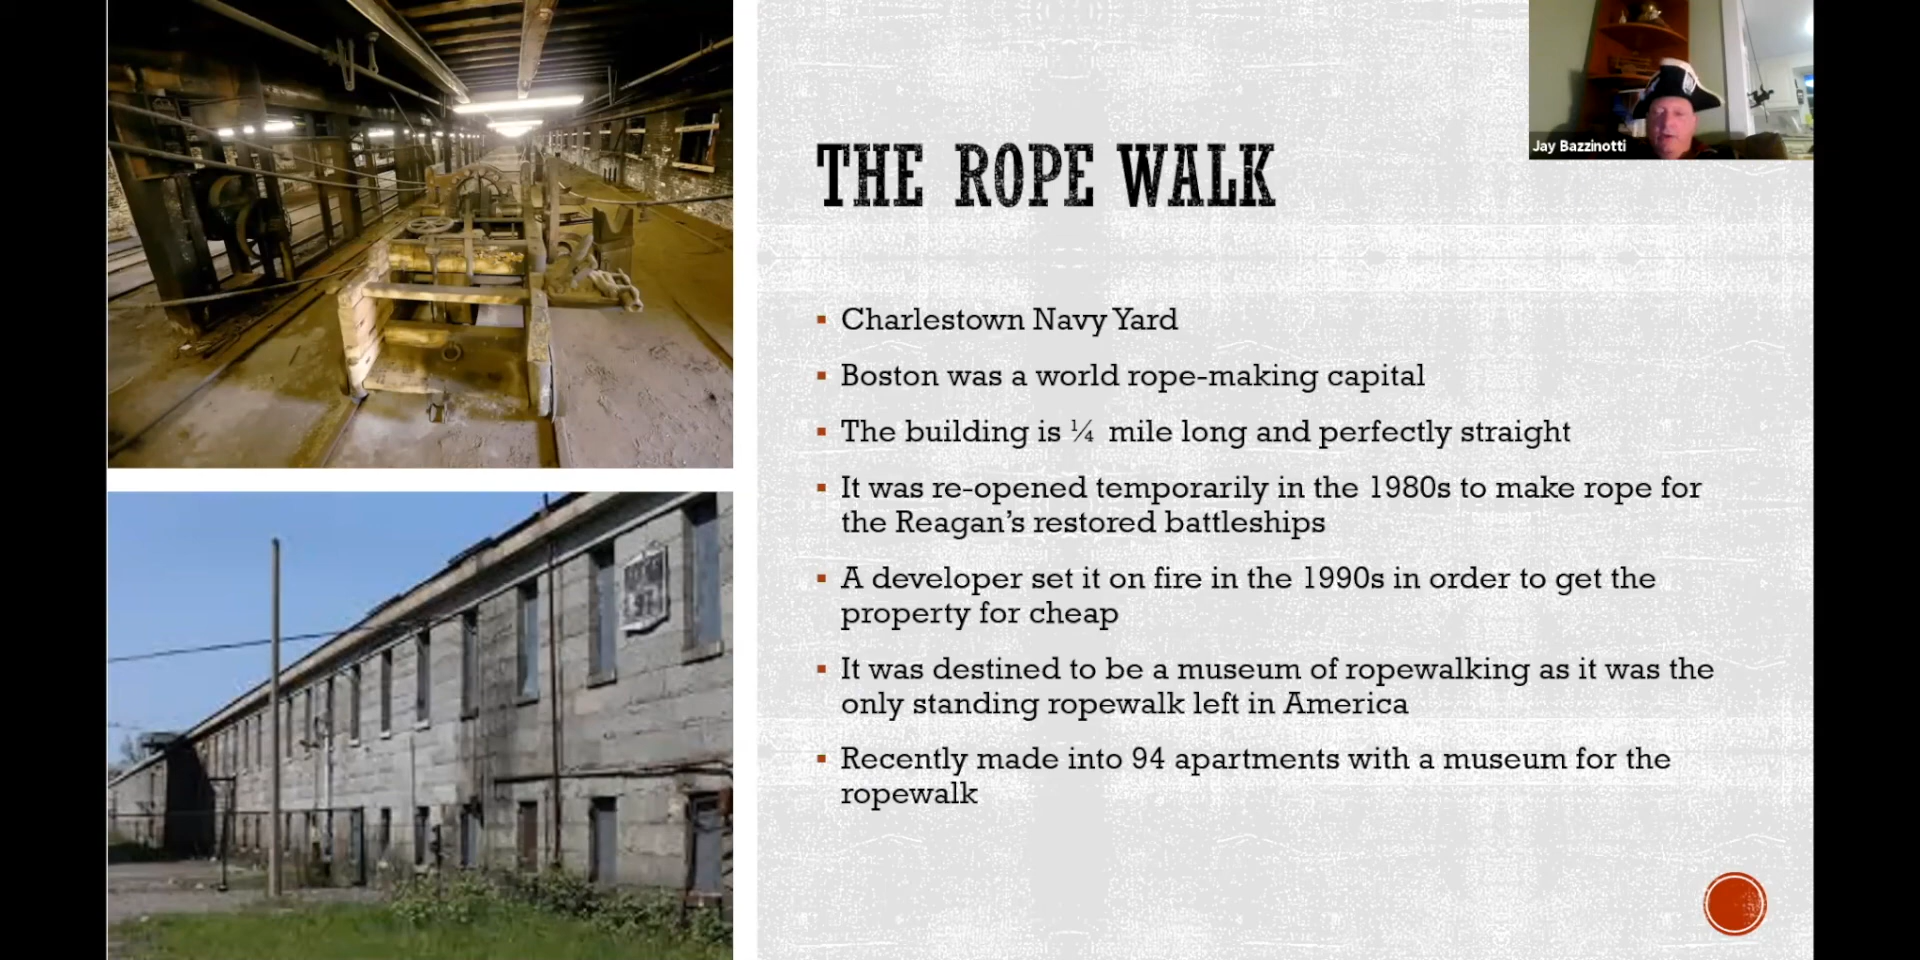 THE ROPE WALK
Jay Bazzinotti
▪ Charlestown Navy Yard
▪ Boston was a world rope-making capital
▪ The building is ¼ mile long and perfectly straight
▪ It was re-opened temporarily in the 1980s to make rope for
the Reagan’s restored battleships
▪ A developer set it on fire in the 1990s in order to get the
property for cheap
▪ It was destined to be a museum of ropewalking as it was the
only standing ropewalk left in America
▪ Recently made into 94 apartments with a museum for the
ropewalk